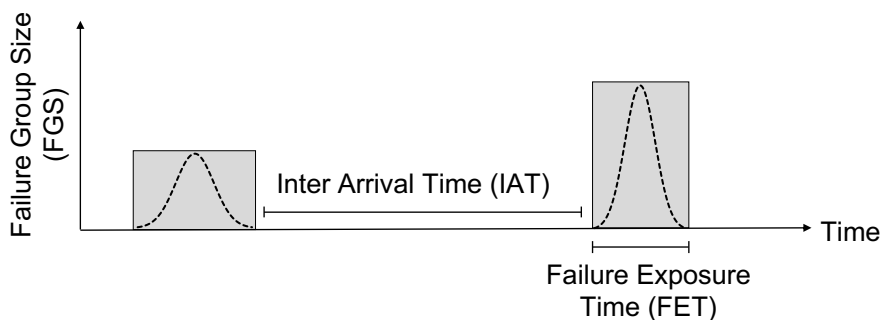 Failure Group Size
(FGS)
Inter Arrival Time (IAT)
Time
Failure Exposure
Time (FET)